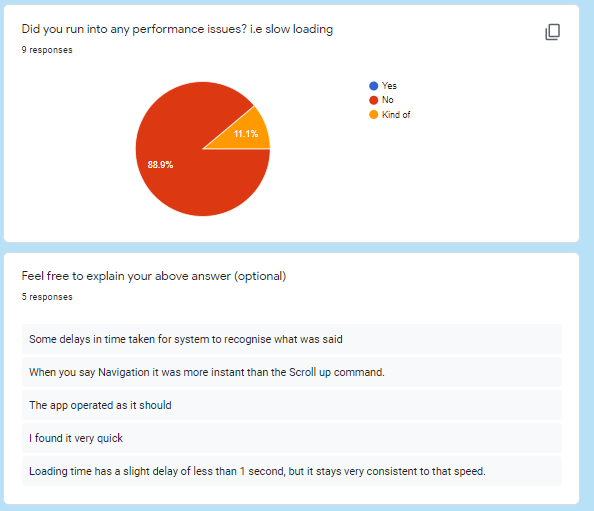 Did you run into any performance issues? i.e slow loading
9 responses
Yes
No
Kind of
11.1%
88.9%
Feel free to explain your above answer (optional)
5 responses
Some delays in time taken for system to recognise what was said
When you say Navigation it was more instant than the Scroll up command.
The app operated as it should
I found it very quick
Loading time has a slight delay of less than 1 second, but it stays very consistent to that speed.